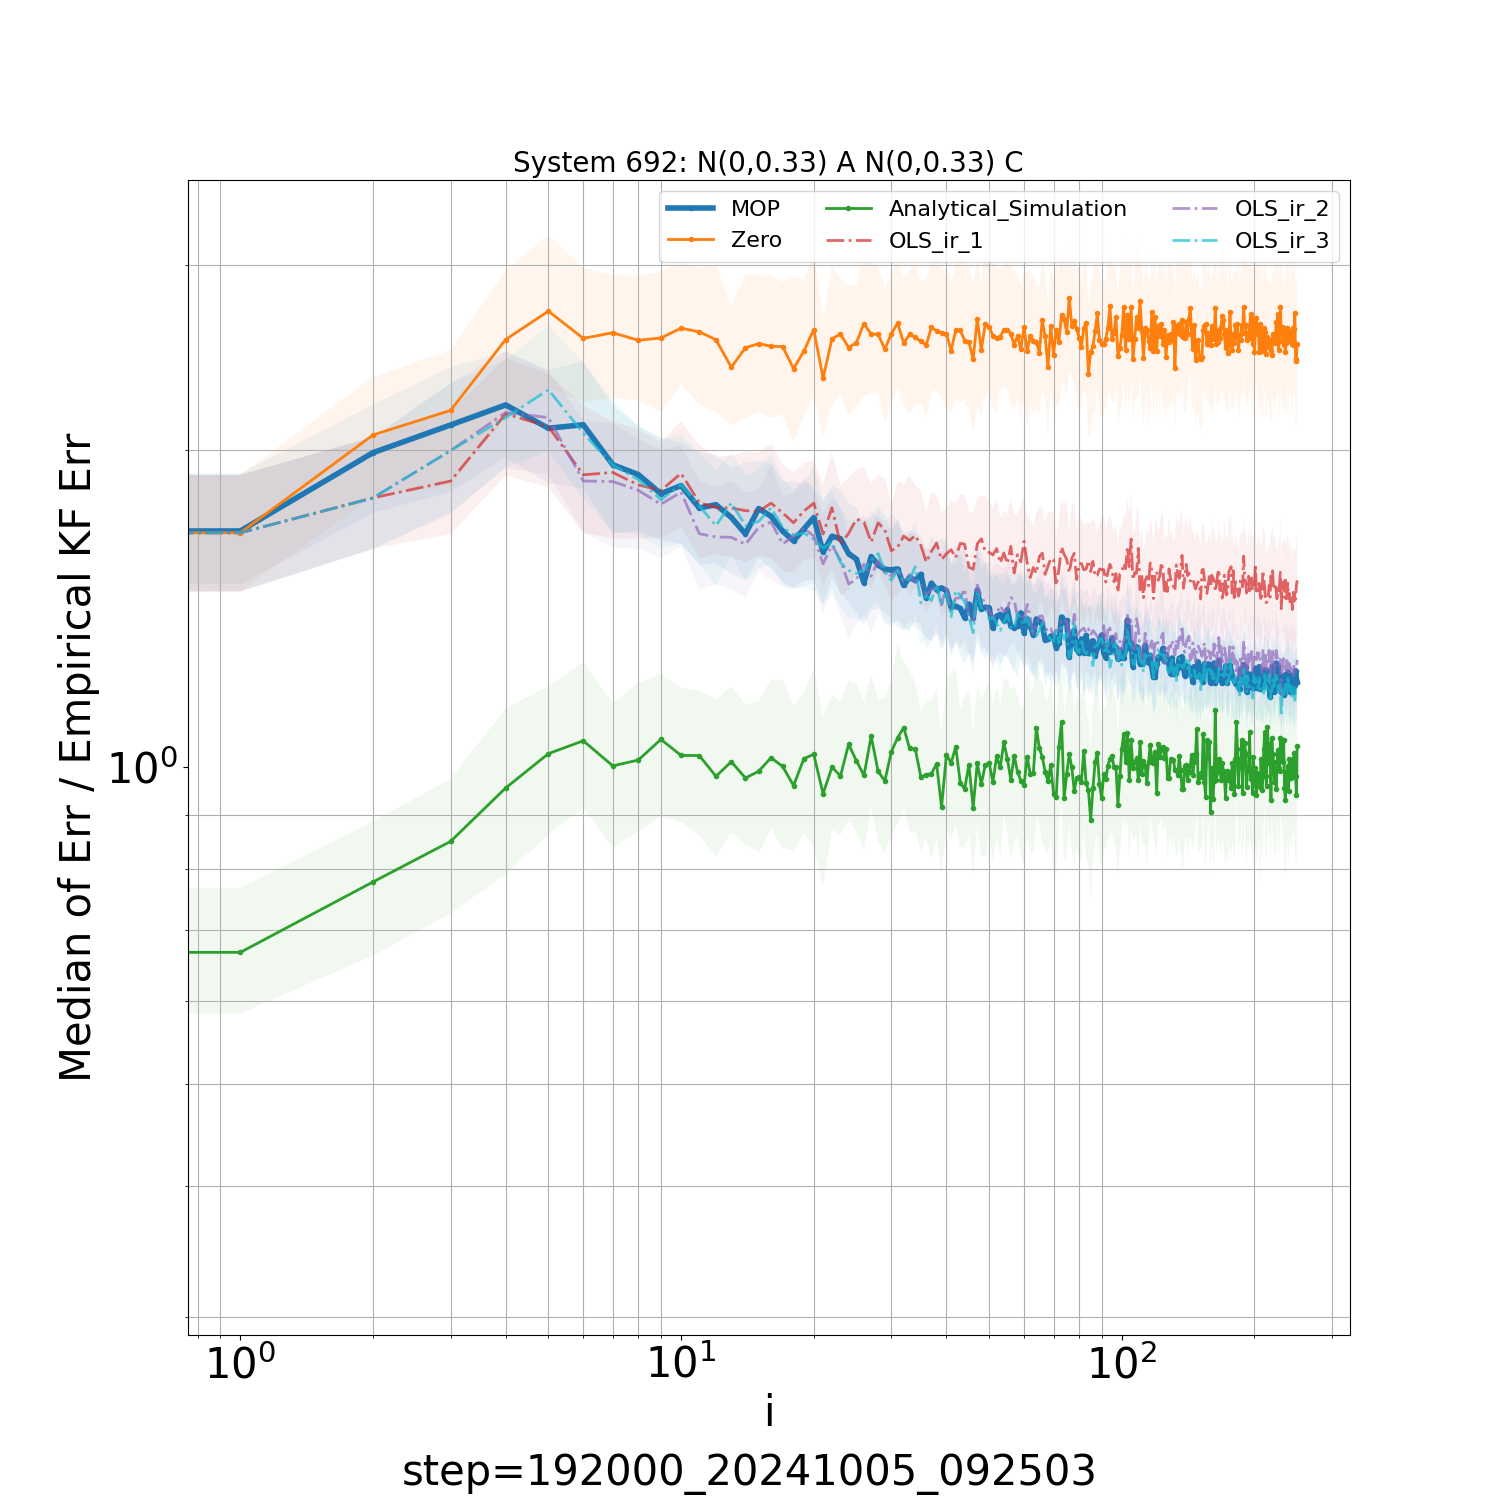 System 692: N(0,0.33) A N(0,0.33) C
MOP
Zero
Analytical_Simulation
OLS_ir_1
OLS_ir_2
OLS_ir_3
Median of Err / Empirical KF Err
10⁰
10⁰ 10¹ 10²
i
step=192000_20241005_092503